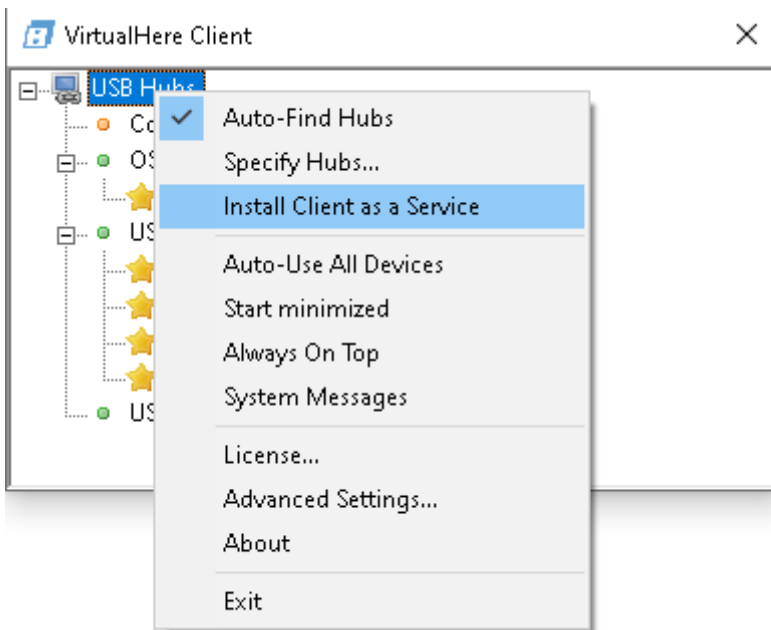 VirtualHere Client
USB Hubs
Auto-Find Hubs
Specify Hubs...
Install Client as a Service
Auto-Use All Devices
Start minimized
Always On Top
System Messages
License...
Advanced Settings...
About
Exit